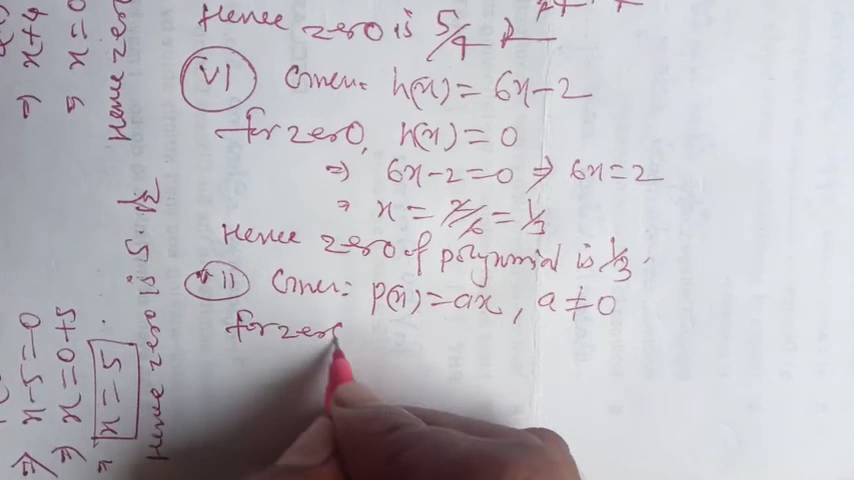 Hence zero is 5/4
(VI) Given: h(x) = 6x-2
for zero, h(x) = 0
⇒ 6x-2=0 ⇒ 6x=2
⇒ x = 2/6 = 1/3
Hence zero of polynomial is 1/3.
Given: p(x) = ax, a ≠ 0
for zero
⇒ x+4
⇒ x=0
Hence zero
⇒ x-5=0
⇒ x=0+5
⇒ x=5
Hence zero is 5.